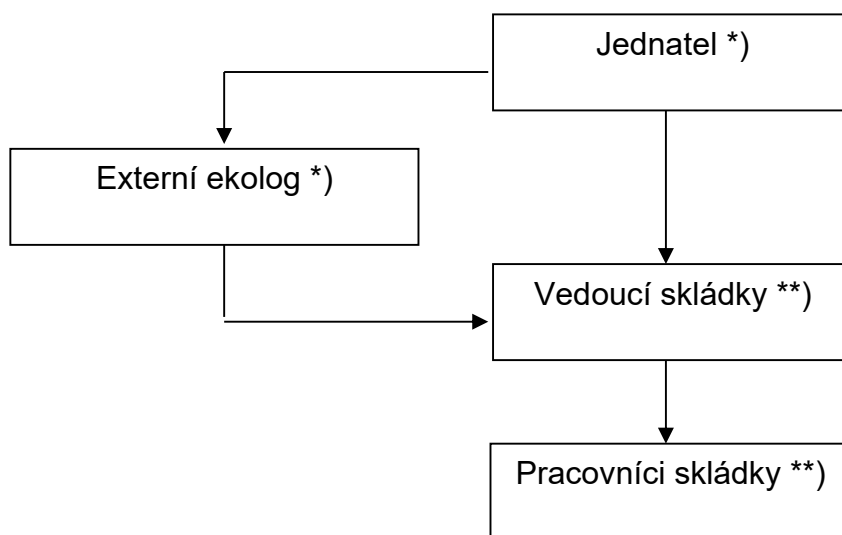 Jednatel *)
Externí ekolog *)
Vedoucí skládky **)
Pracovníci skládky **)